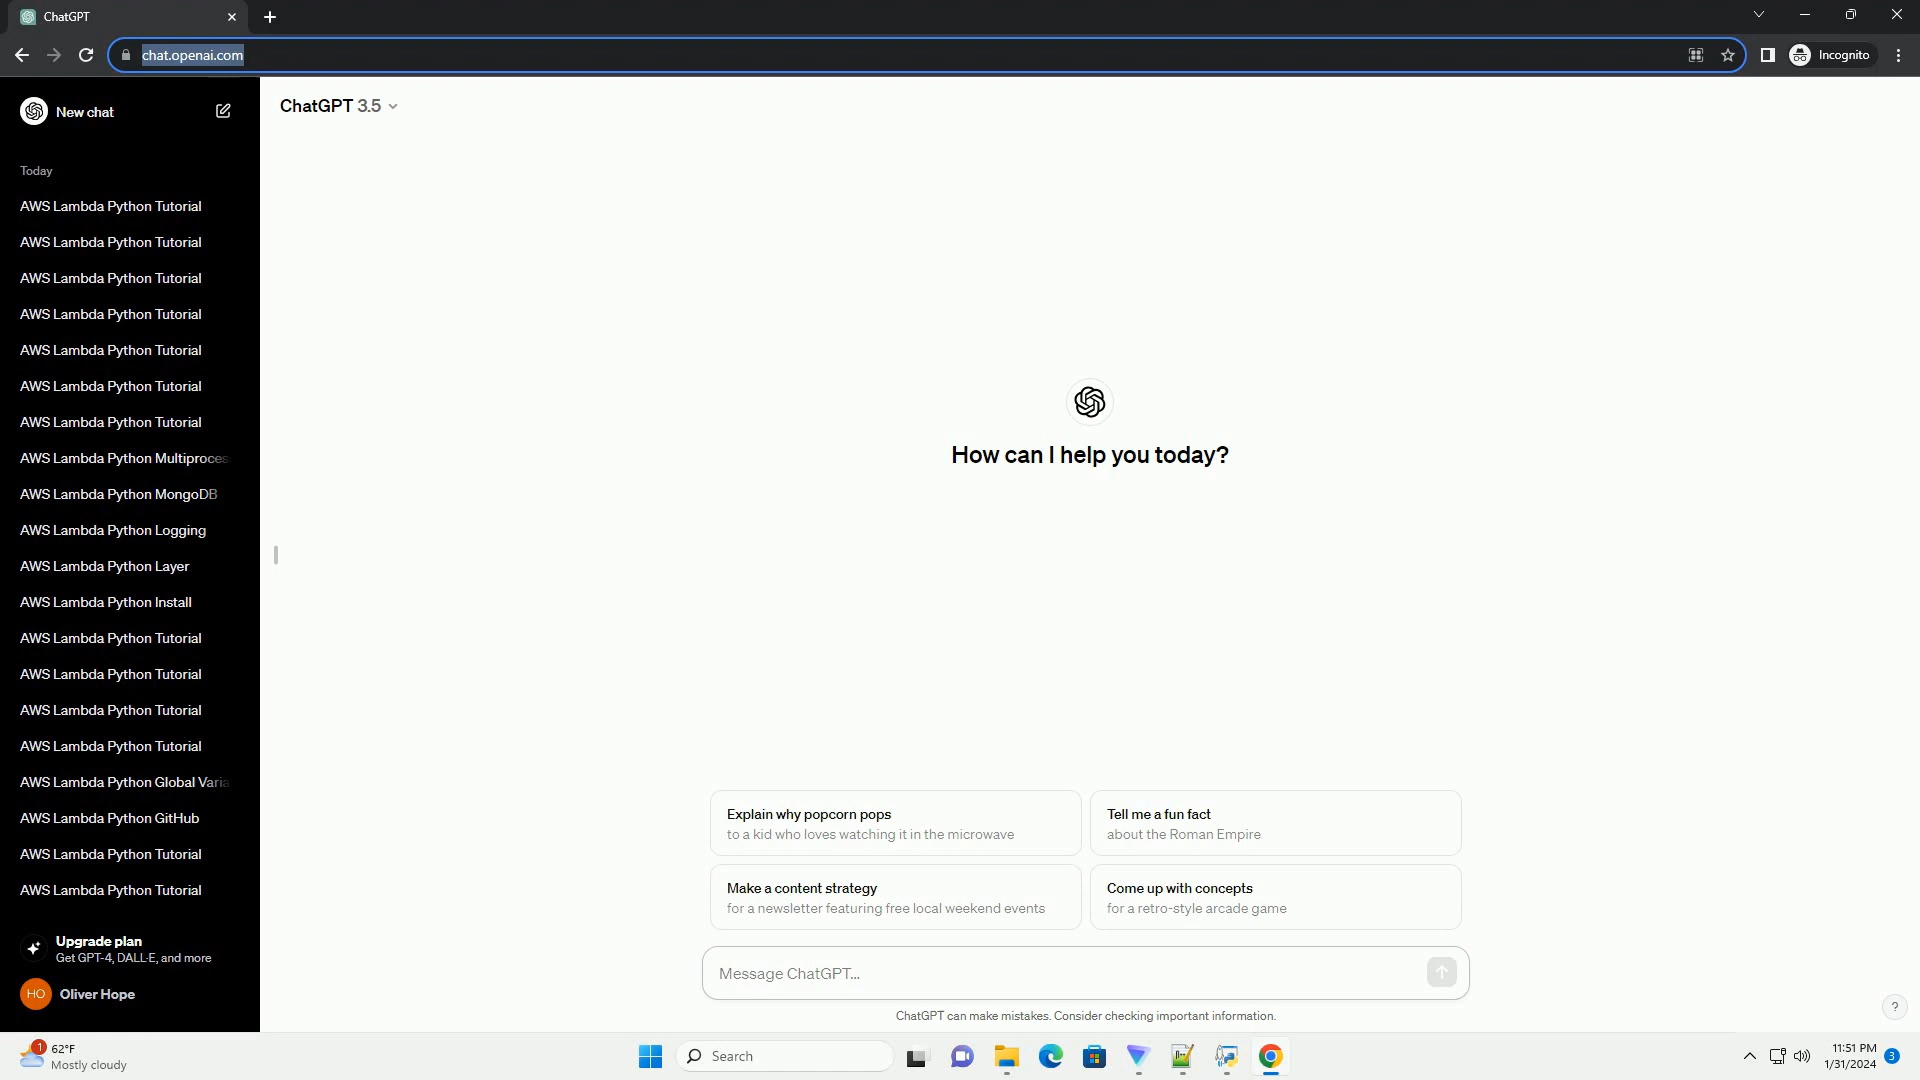 ChatGPT
chat.openai.com
Incognito
New chat
ChatGPT 3.5
Today
AWS Lambda Python Tutorial
AWS Lambda Python Tutorial
AWS Lambda Python Tutorial
AWS Lambda Python Tutorial
AWS Lambda Python Tutorial
AWS Lambda Python Tutorial
AWS Lambda Python Tutorial
AWS Lambda Python Multiproces
AWS Lambda Python MongoDB
AWS Lambda Python Logging
AWS Lambda Python Layer
AWS Lambda Python Install
AWS Lambda Python Tutorial
AWS Lambda Python Tutorial
AWS Lambda Python Tutorial
AWS Lambda Python Tutorial
AWS Lambda Python Global Varia
AWS Lambda Python GitHub
AWS Lambda Python Tutorial
AWS Lambda Python Tutorial
Upgrade plan
Get GPT-4, DALL·E, and more
HO
Oliver Hope
How can I help you today?
Explain why popcorn pops
to a kid who loves watching it in the microwave
Tell me a fun fact
about the Roman Empire
Make a content strategy
for a newsletter featuring free local weekend events
Come up with concepts
for a retro-style arcade game
Message ChatGPT...
ChatGPT can make mistakes. Consider checking important information.
?
1
62°F
Mostly cloudy
Search
11:51 PM
1/31/2024
3